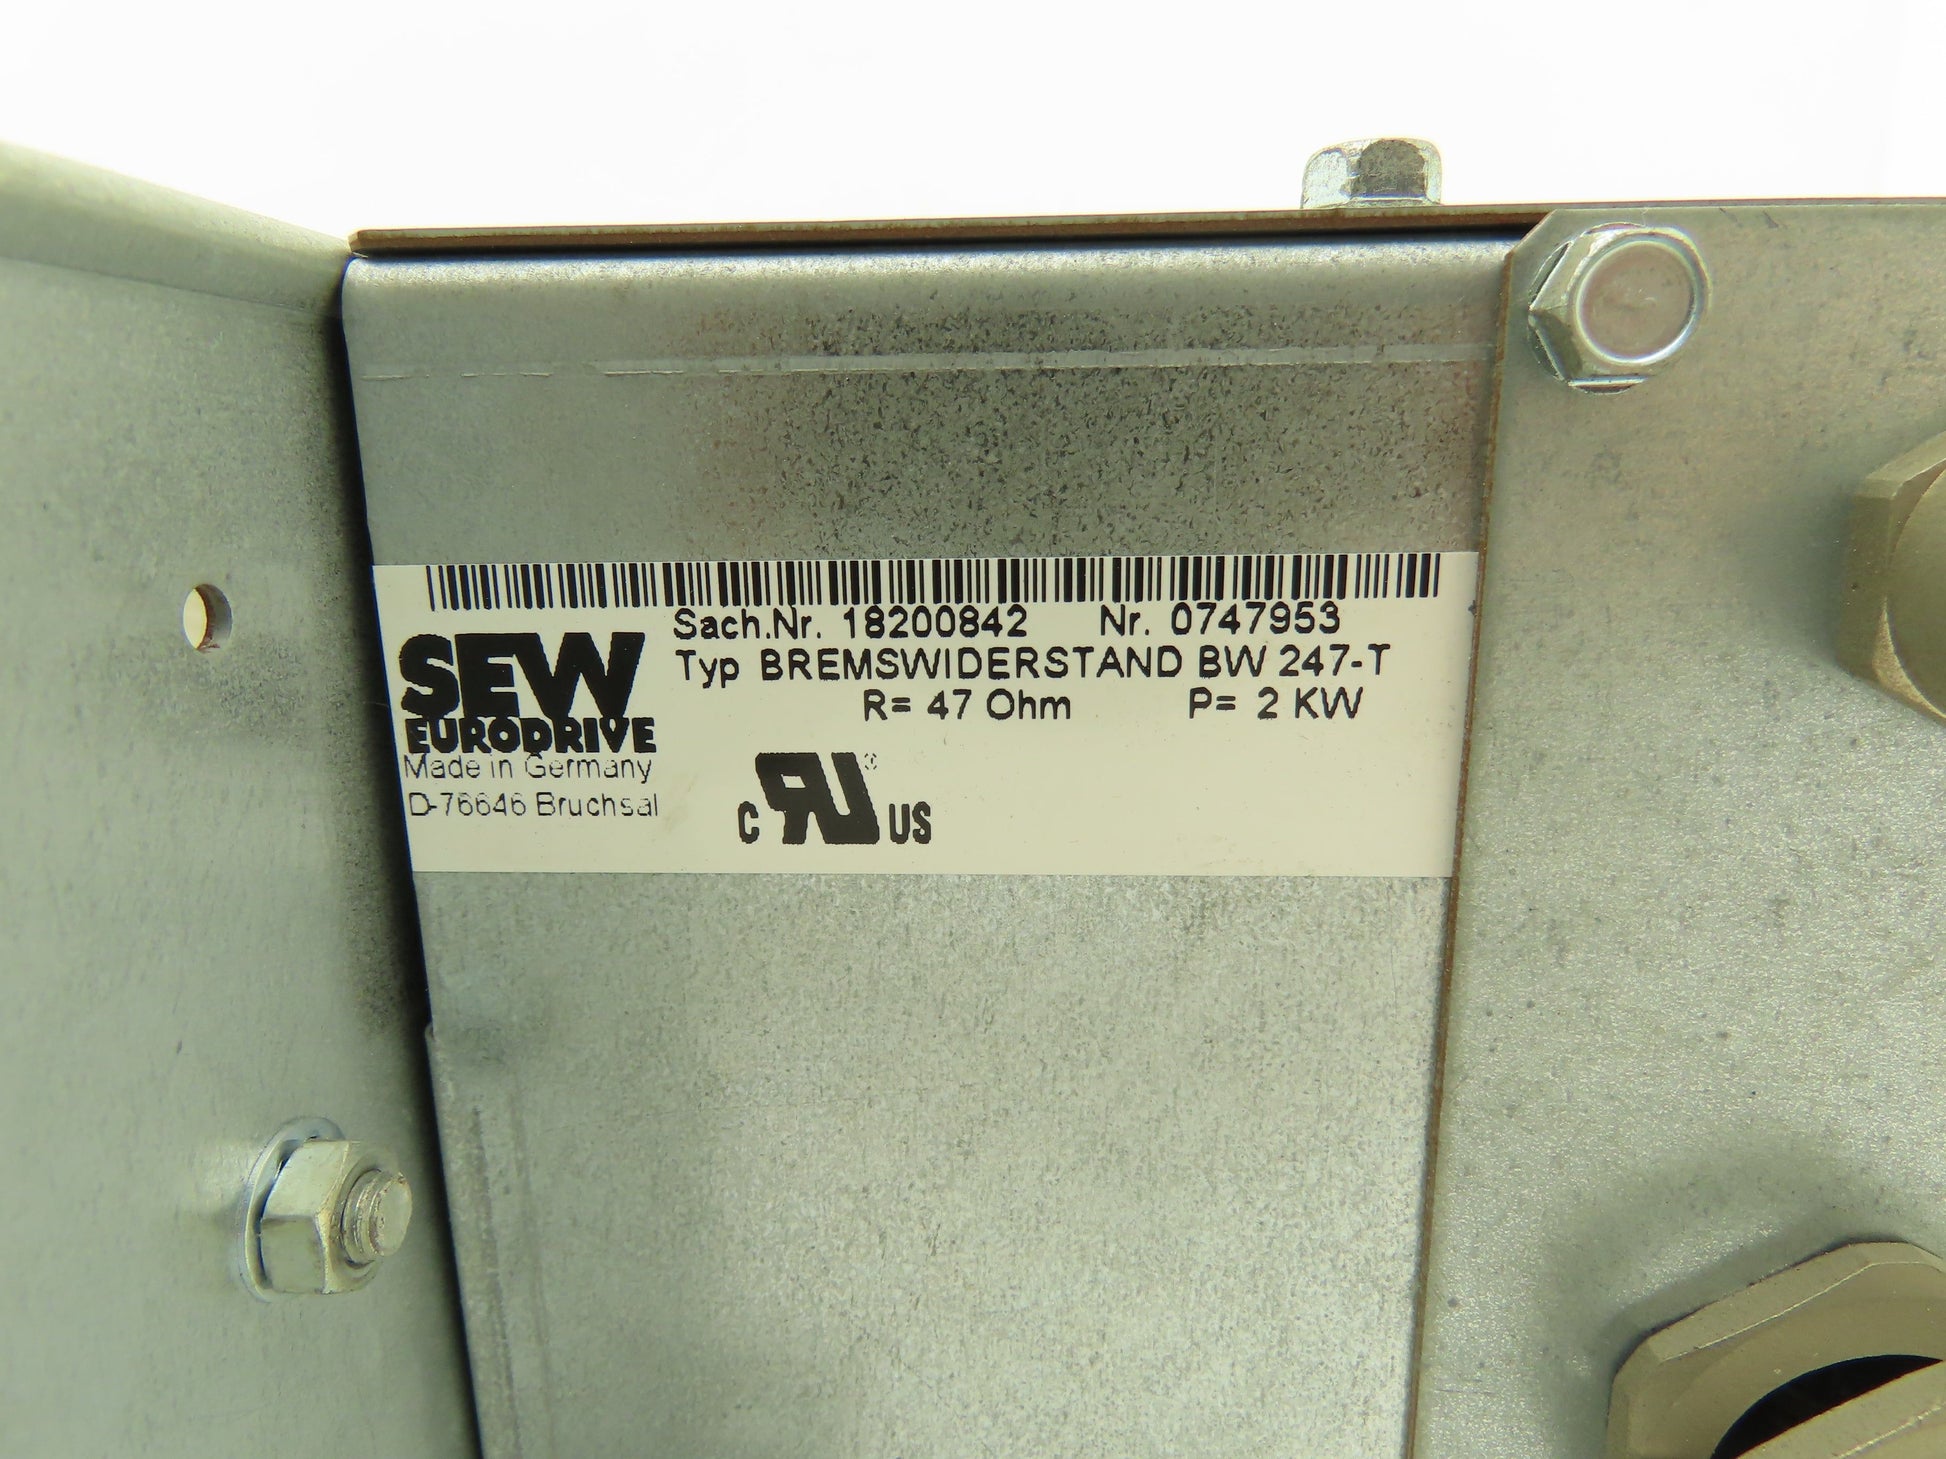 Sach.Nr. 18200842 Nr. 0747953
Typ BREMSWIDERSTAND BW 247-T
R= 47 Ohm P= 2 KW
SEW
EURODRIVE
Made in Germany
D-76646 Bruchsal
C RU® US